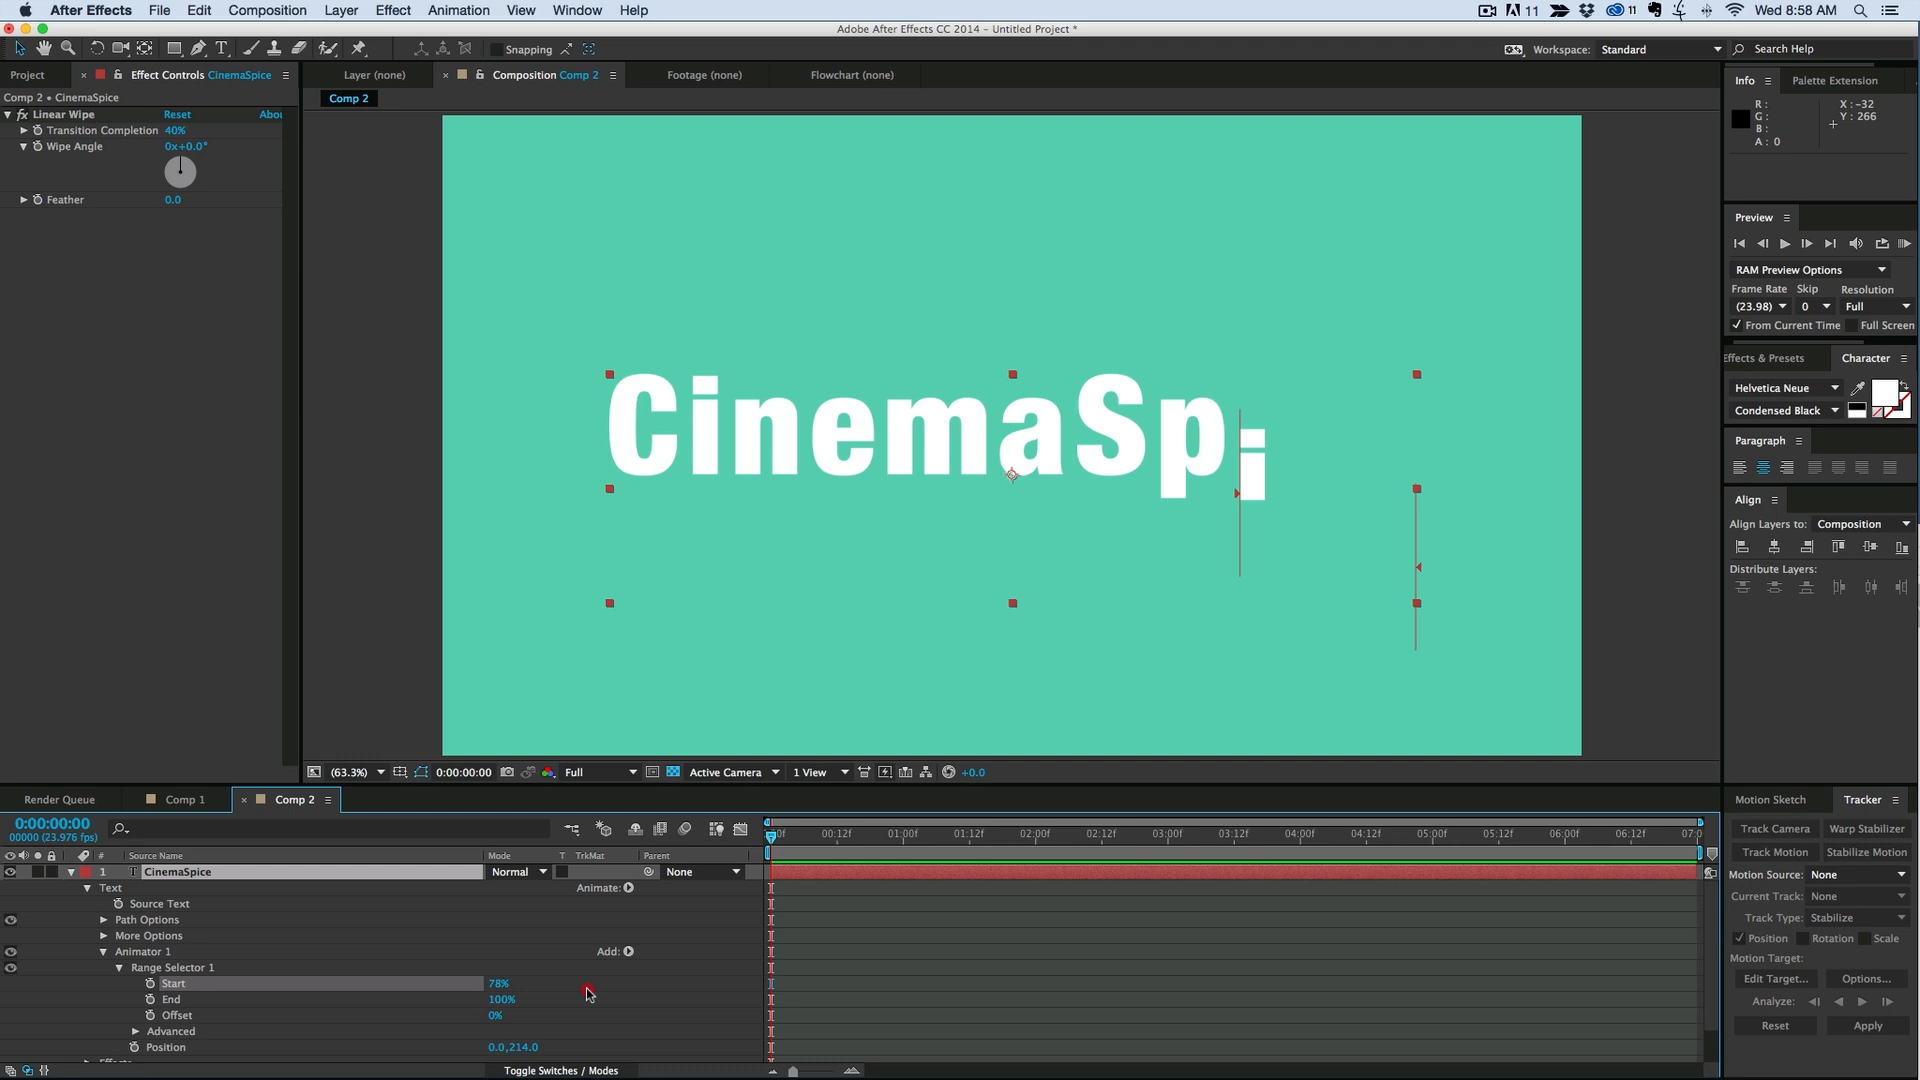 After Effects File Edit Composition Layer Effect Animation View Window Help 11 11 Wed 8:58 AM
Adobe After Effects CC 2014 - Untitled Project *
Snapping Workspace: Standard Search Help
Project × Effect Controls CinemaSpice Layer (none) × Composition Comp 2 Footage (none) Flowchart (none) Info Palette Extension
Comp 2 • CinemaSpice Comp 2
fx Linear Wipe Reset Abou
Transition Completion 40%
Wipe Angle 0x+0.0°
Feather 0.0
R: X: -32
G: Y: 266
B:
A: 0
Preview
RAM Preview Options
Frame Rate Skip Resolution
(23.98) 0 Full
From Current Time Full Screen
Effects & Presets Character
Helvetica Neue
Condensed Black
Paragraph
Align
Align Layers to: Composition
Distribute Layers:
CinemaSpi
(63.3%) 0:00:00:00 Full Active Camera 1 View +0.0
Render Queue Comp 1 × Comp 2
0:00:00:00
00000 (23.976 fps)
0f 00:12f 01:00f 01:12f 02:00f 02:12f 03:00f 03:12f 04:00f 04:12f 05:00f 05:12f 06:00f 06:12f 07:0
# Source Name Mode T TrkMat Parent
1 T CinemaSpice Normal None
Text Animate:
Source Text
Path Options
More Options
Animator 1 Add:
Range Selector 1
Start 78%
End 100%
Offset 0%
Advanced
Position 0.0,214.0
Toggle Switches / Modes
Motion Sketch Tracker
Track Camera Warp Stabilizer
Track Motion Stabilize Motion
Motion Source: None
Current Track: None
Track Type: Stabilize
Position Rotation Scale
Motion Target:
Edit Target... Options...
Analyze:
Reset Apply